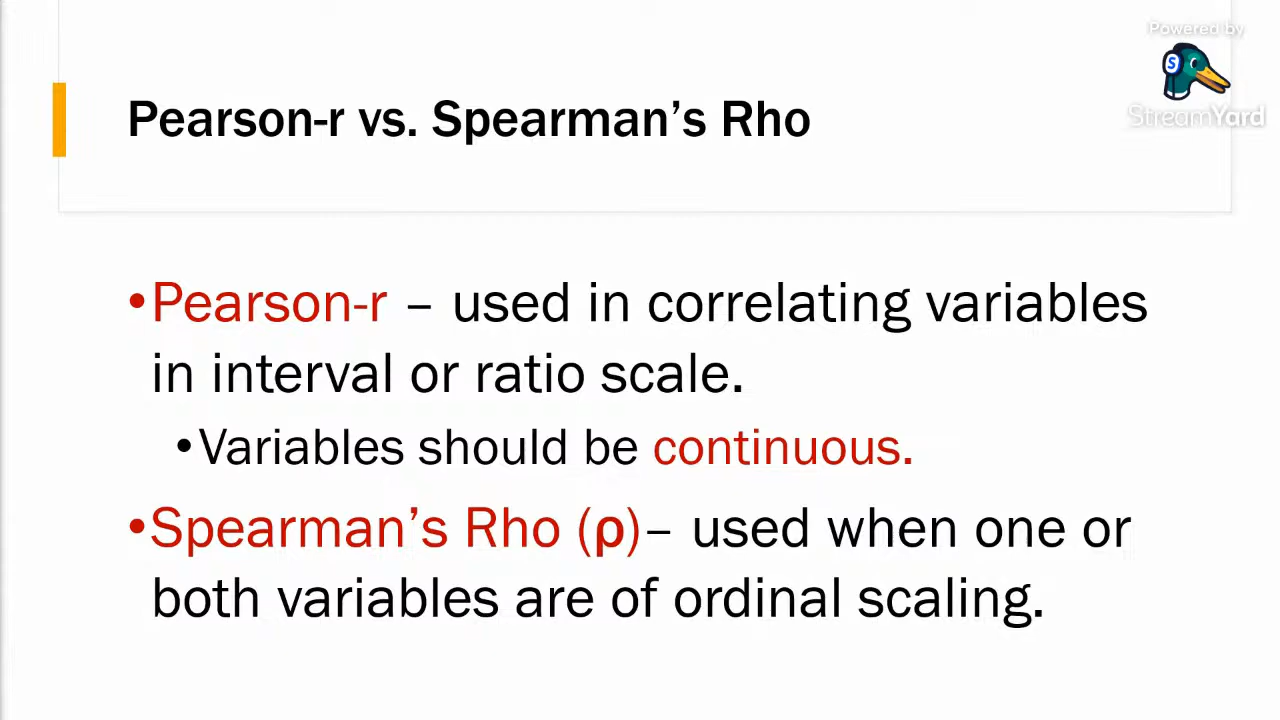 Powered by
S
StreamYard
Pearson-r vs. Spearman’s Rho
•Pearson-r – used in correlating variables
in interval or ratio scale.
•Variables should be continuous.
•Spearman’s Rho (ρ)– used when one or
both variables are of ordinal scaling.